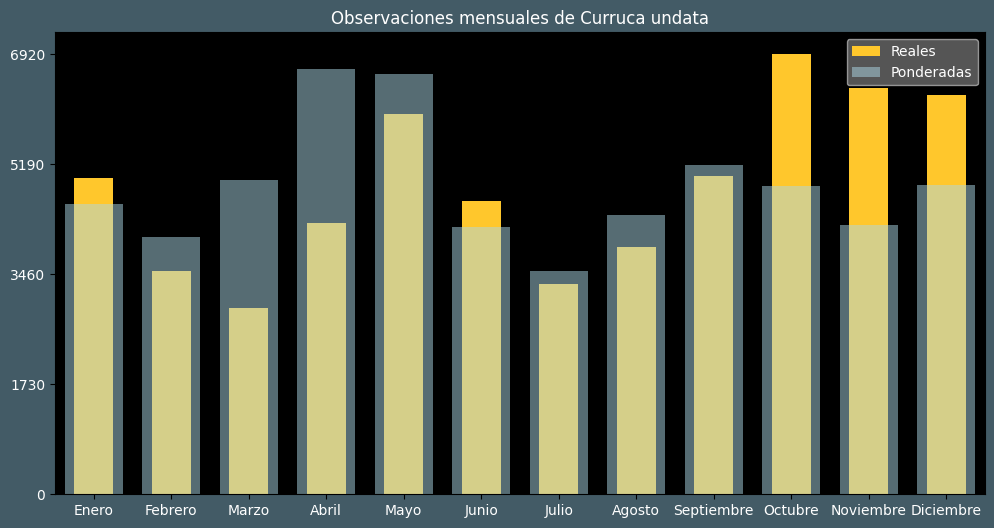 Observaciones mensuales de Curruca undata
Reales
Ponderadas
6920
5190
3460
1730
0
Enero Febrero Marzo Abril Mayo Junio Julio Agosto Septiembre Octubre Noviembre Diciembre